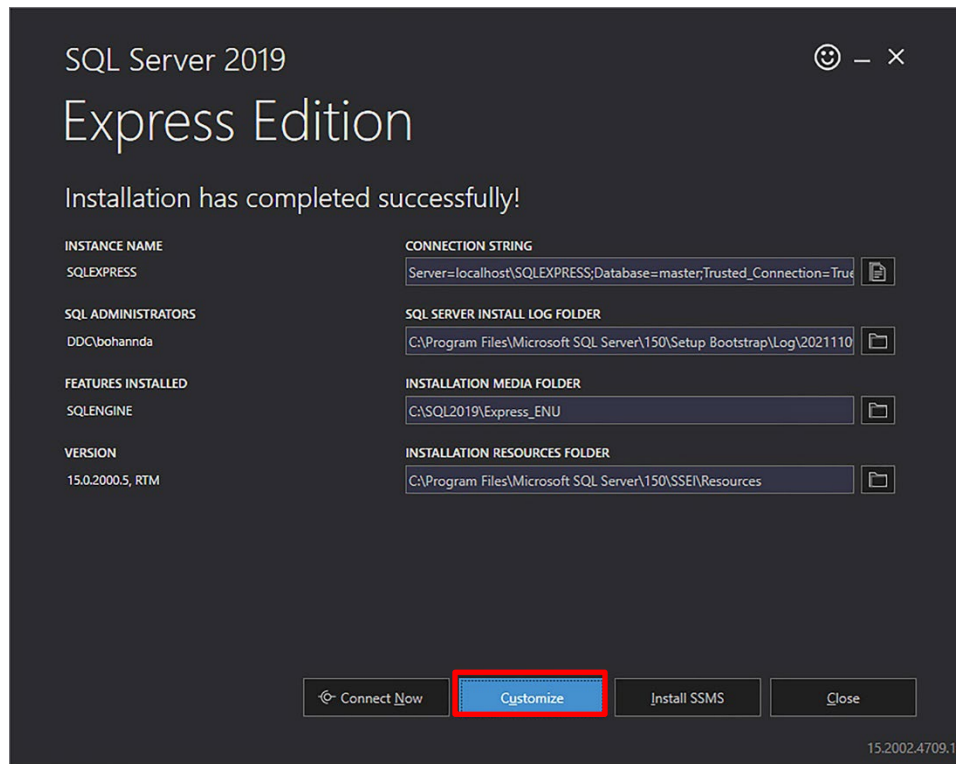 SQL Server 2019
Express Edition
Installation has completed successfully!
INSTANCE NAME
SQLEXPRESS
CONNECTION STRING
Server=localhost\SQLEXPRESS;Database=master;Trusted_Connection=True
SQL ADMINISTRATORS
DDC\bohannda
SQL SERVER INSTALL LOG FOLDER
C:\Program Files\Microsoft SQL Server\150\Setup Bootstrap\Log\2021110
FEATURES INSTALLED
SQLENGINE
INSTALLATION MEDIA FOLDER
C:\SQL2019\Express_ENU
VERSION
15.0.2000.5, RTM
INSTALLATION RESOURCES FOLDER
C:\Program Files\Microsoft SQL Server\150\SSEI\Resources
Connect Now
Customize
Install SSMS
Close
15.2002.4709.1